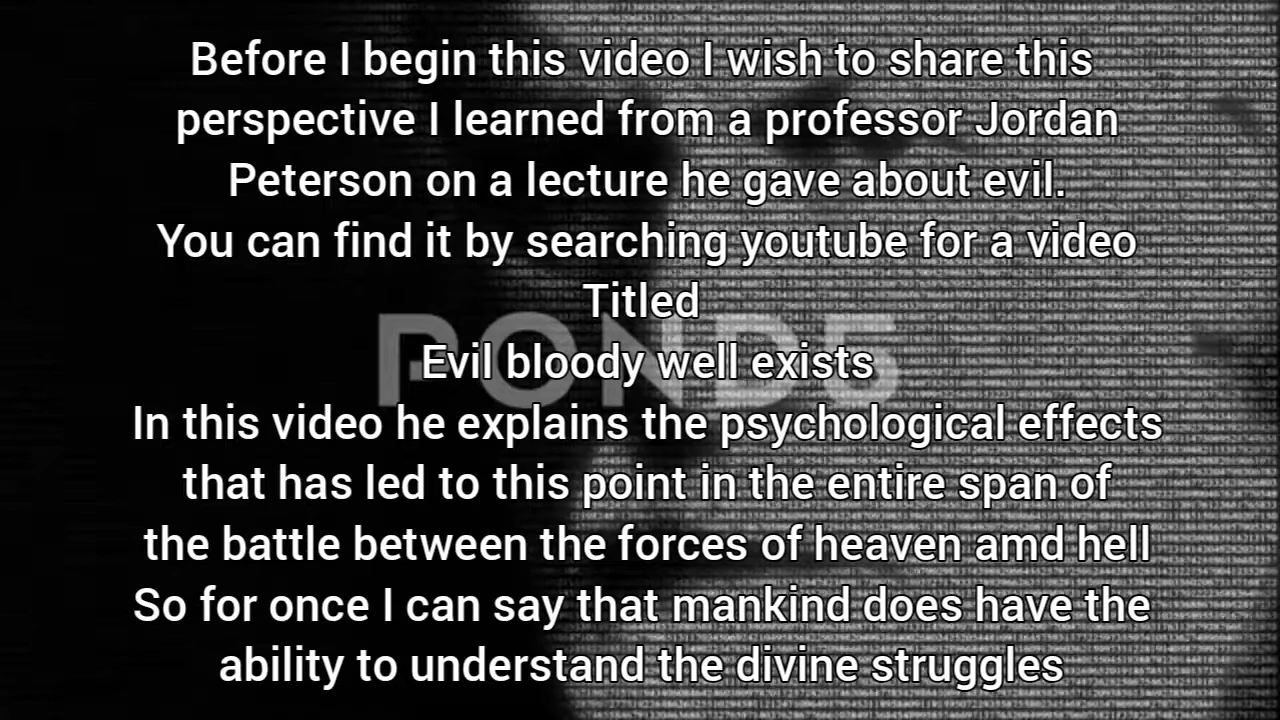 Before I begin this video I wish to share this
perspective I learned from a professor Jordan
Peterson on a lecture he gave about evil.
You can find it by searching youtube for a video
Titled
POND5
Evil bloody well exists
In this video he explains the psychological effects
that has led to this point in the entire span of
the battle between the forces of heaven amd hell
So for once I can say that mankind does have the
ability to understand the divine struggles